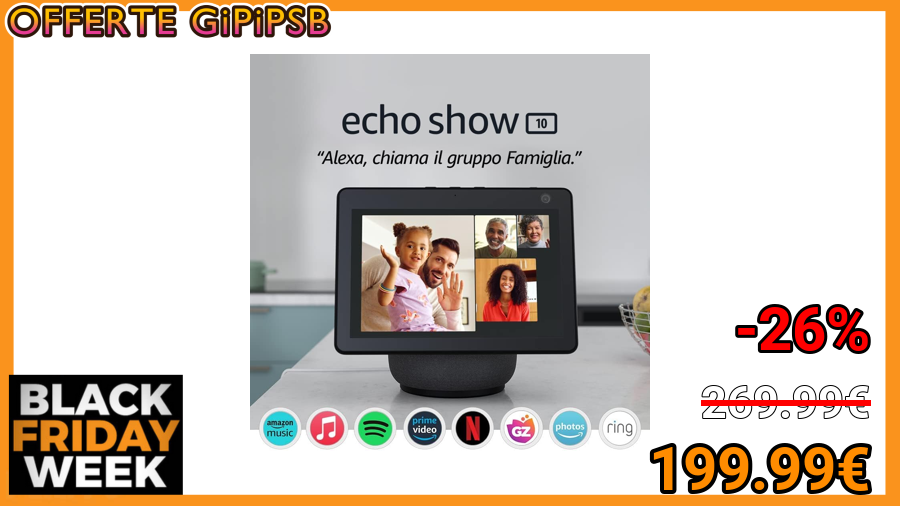 OFFERTE GiPiPSB
echo show 10
“Alexa, chiama il gruppo Famiglia.”
-26%
269.99€
199.99€
BLACK
FRIDAY
WEEK
amazon
music
prime
video
N
GZ
photos
ring